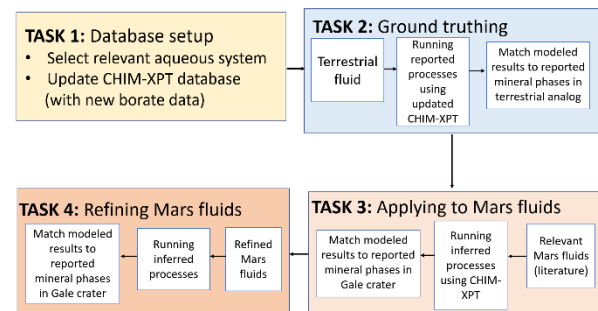 TASK 1: Database setup
• Select relevant aqueous system
• Update CHIM-XPT database
(with new borate data)
TASK 2: Ground truthing
Terrestrial
fluid
Running
reported
processes
using
updated
CHIM-XPT
Match modeled
results to reported
mineral phases in
terrestrial analog
TASK 3: Applying to Mars fluids
Relevant
Mars fluids
(literature)
Running
inferred
processes
using CHIM-
XPT
Match modeled
results to reported
mineral phases in
Gale crater
TASK 4: Refining Mars fluids
Refined
Mars
fluids
Running
inferred
processes
Match modeled
results to
reported
mineral phases
in Gale crater